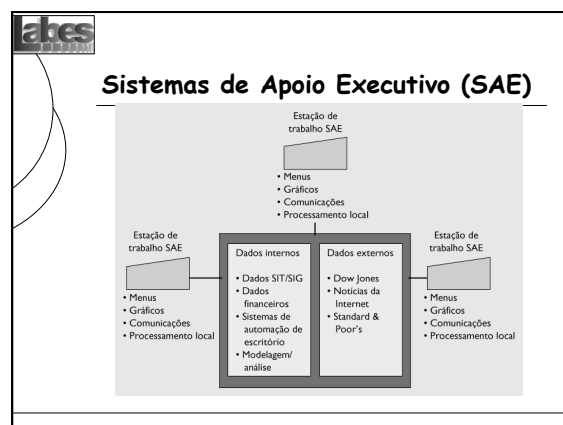 Labes
Sistemas de Apoio Executivo (SAE)
Estação de
trabalho SAE
• Menus
• Gráficos
• Comunicações
• Processamento local
Estação de
trabalho SAE
• Menus
• Gráficos
• Comunicações
• Processamento local
Dados internos
• Dados SIT/SIG
• Dados
financeiros
• Sistemas de
automação de
escritório
• Modelagem/
análise
Dados externos
• Dow Jones
• Notícias da
Internet
• Standard &
Poor's
Estação de
trabalho SAE
• Menus
• Gráficos
• Comunicações
• Processamento local